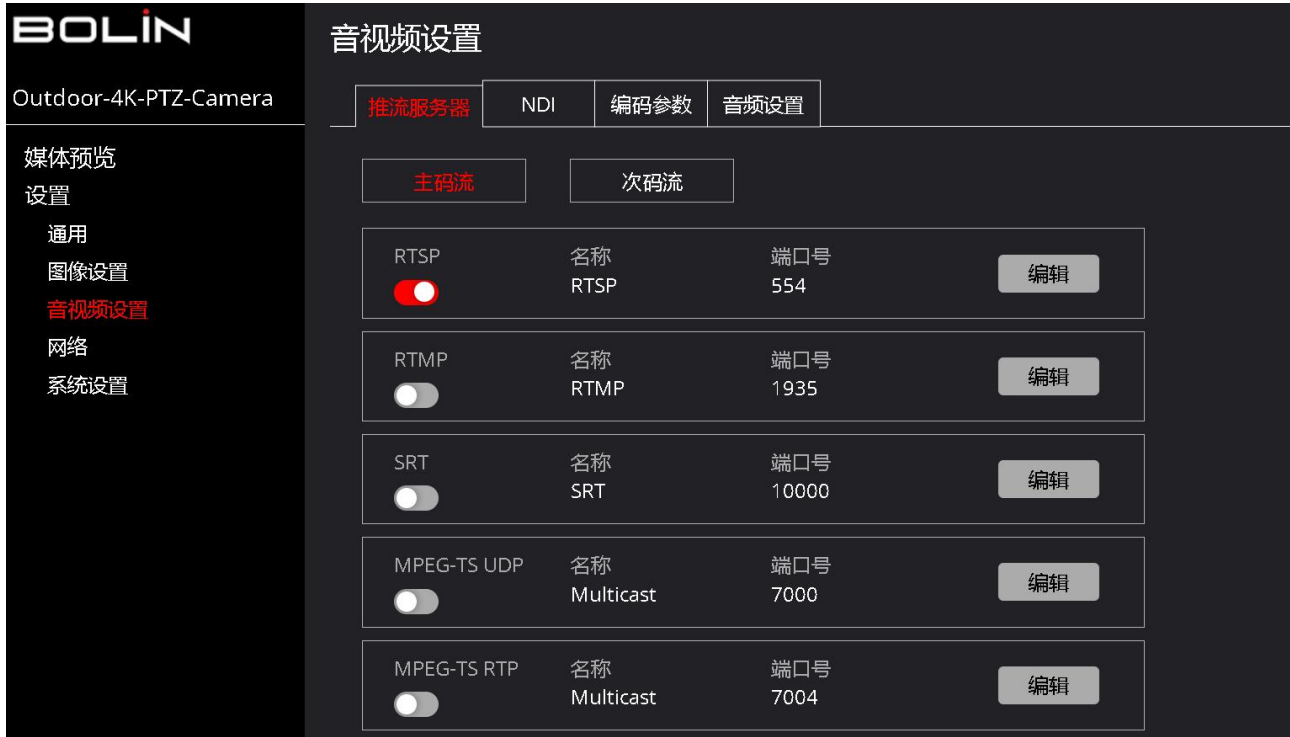 BOLIN
Outdoor-4K-PTZ-Camera
媒体预览
设置
通用
图像设置
音视频设置
网络
系统设置
音视频设置
推流服务器 NDI 编码参数 音频设置
主码流 次码流
RTSP 名称 端口号
RTSP 554 编辑
RTMP 名称 端口号
RTMP 1935 编辑
SRT 名称 端口号
SRT 10000 编辑
MPEG-TS UDP 名称 端口号
Multicast 7000 编辑
MPEG-TS RTP 名称 端口号
Multicast 7004 编辑